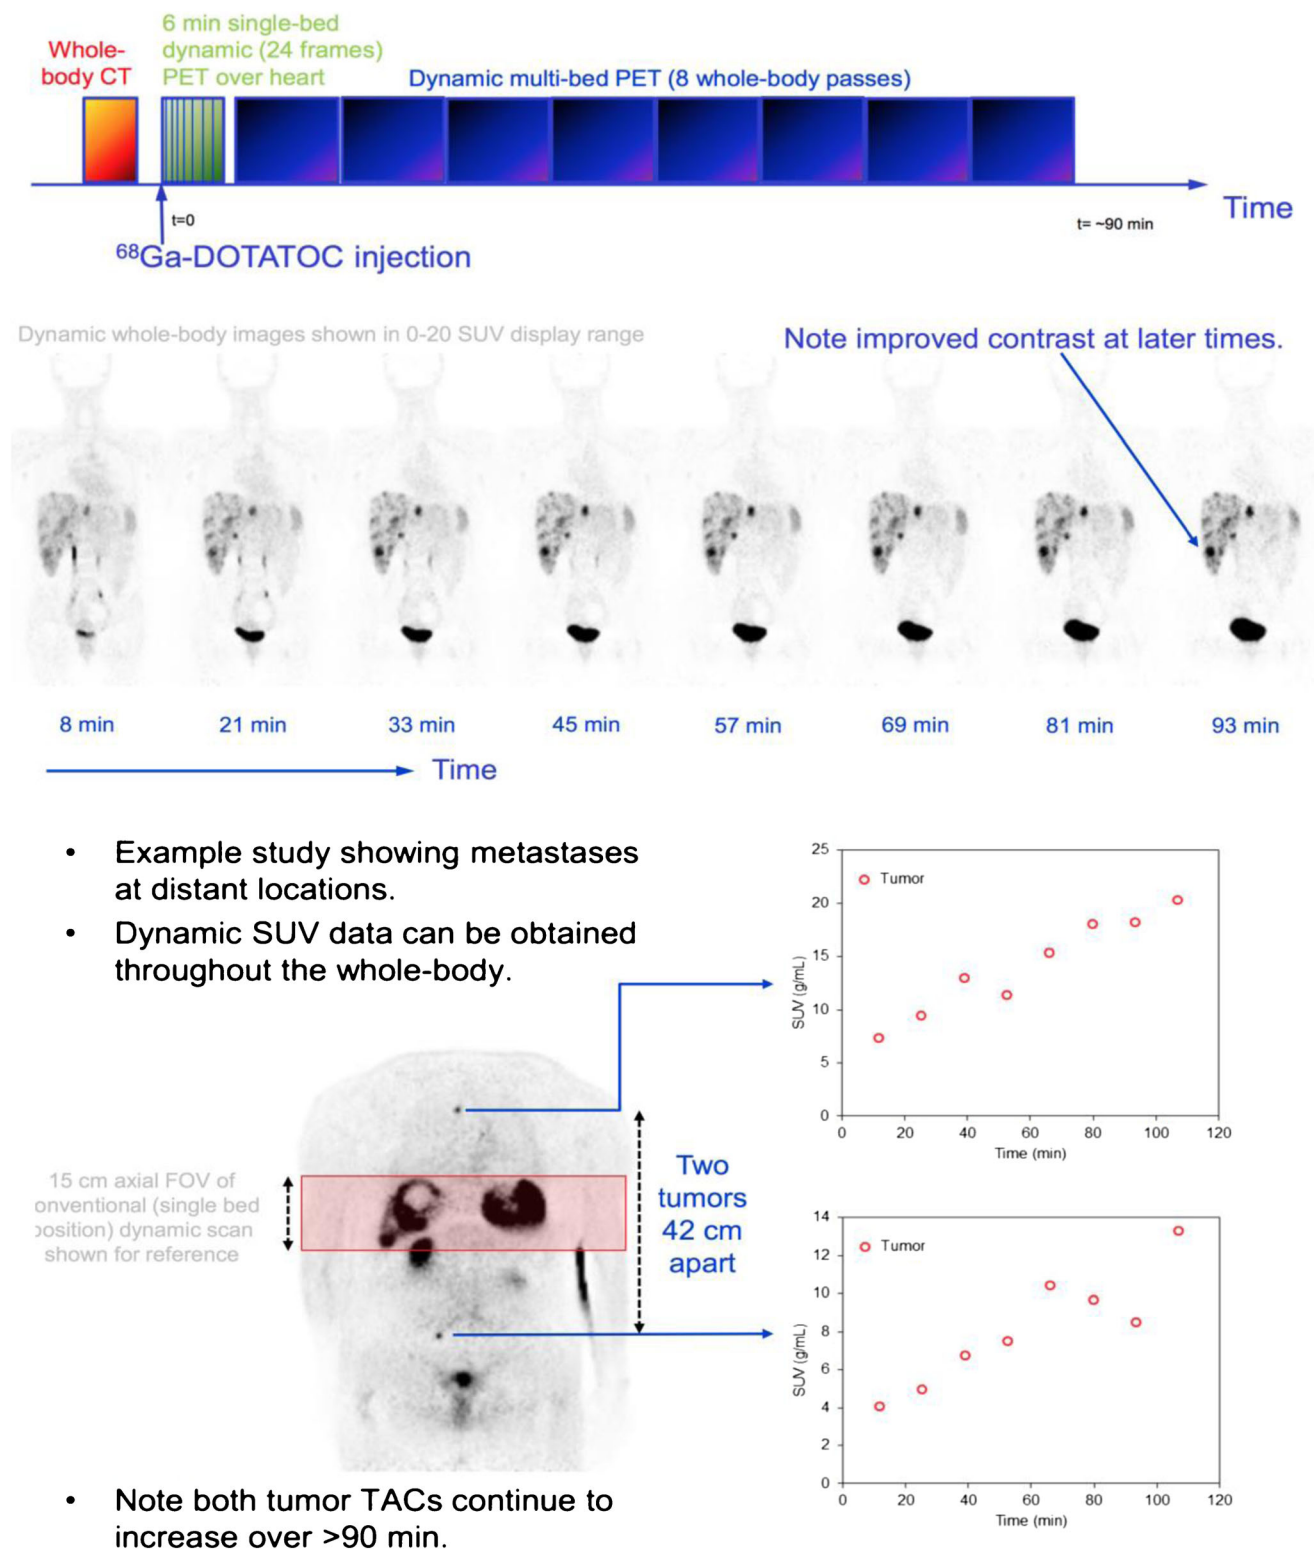 Whole-
body CT
6 min single-bed
dynamic (24 frames)
PET over heart
Dynamic multi-bed PET (8 whole-body passes)
t=0
Time
t= ~90 min
68Ga-DOTATOC injection
Dynamic whole-body images shown in 0-20 SUV display range
Note improved contrast at later times.
8 min
21 min
33 min
45 min
57 min
69 min
81 min
93 min
Time
• Example study showing metastases
at distant locations.
• Dynamic SUV data can be obtained
throughout the whole-body.
25
20
15
10
5
0
SUV (g/mL)
Tumor
0 20 40 60 80 100 120
Time (min)
15 cm axial FOV of
onventional (single bed
position) dynamic scan
shown for reference
Two
tumors
42 cm
apart
14
12
10
8
6
4
2
0
SUV (g/mL)
Tumor
0 20 40 60 80 100 120
Time (min)
• Note both tumor TACs continue to
increase over >90 min.